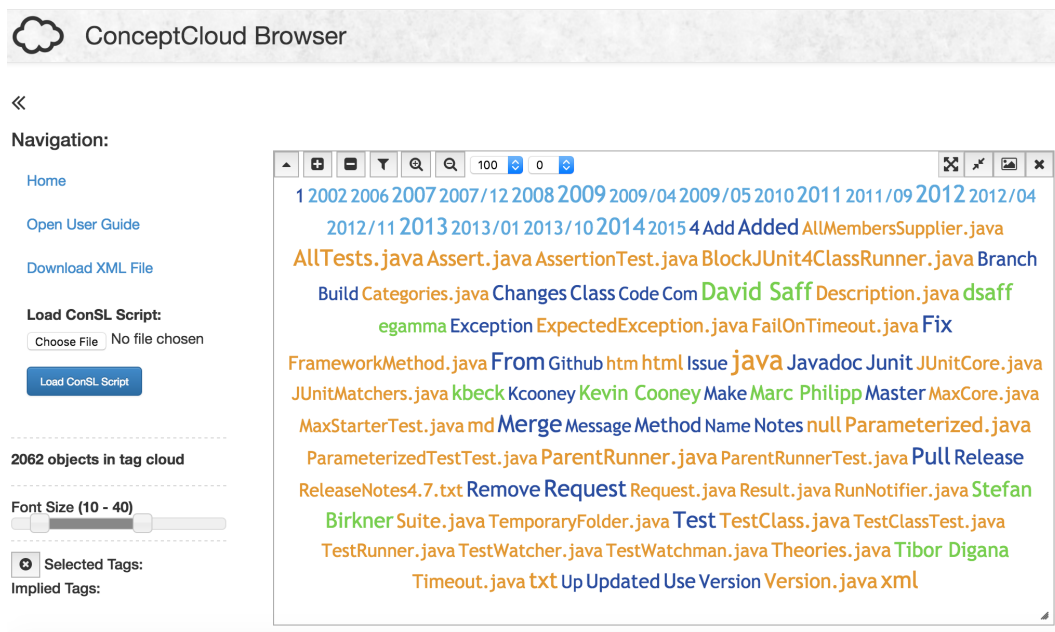 ConceptCloud Browser
Navigation:
Home
Open User Guide
Download XML File
Load ConSL Script:
Choose File No file chosen
Load ConSL Script
2062 objects in tag cloud
Font Size (10 - 40)
Selected Tags:
Implied Tags:
100 0
1 2002 2006 2007 2007/12 2008 2009 2009/04 2009/05 2010 2011 2011/09 2012 2012/04
2012/11 2013 2013/01 2013/10 2014 2015 4 Add Added AllMembersSupplier.java
AllTests.java Assert.java AssertionTest.java BlockJUnit4ClassRunner.java Branch
Build Categories.java Changes Class Code Com David Saff Description.java dsaff
egamma Exception ExpectedException.java FailOnTimeout.java Fix
FrameworkMethod.java From Github htm html Issue java Javadoc Junit JUnitCore.java
JUnitMatchers.java kbeck Kcooney Kevin Cooney Make Marc Philipp Master MaxCore.java
MaxStarterTest.java md Merge Message Method Name Notes null Parameterized.java
ParameterizedTestTest.java ParentRunner.java ParentRunnerTest.java Pull Release
ReleaseNotes4.7.txt Remove Request Request.java Result.java RunNotifier.java Stefan
Birkner Suite.java TemporaryFolder.java Test TestClass.java TestClassTest.java
TestRunner.java TestWatcher.java TestWatchman.java Theories.java Tibor Digana
Timeout.java txt Up Updated Use Version Version.java xml